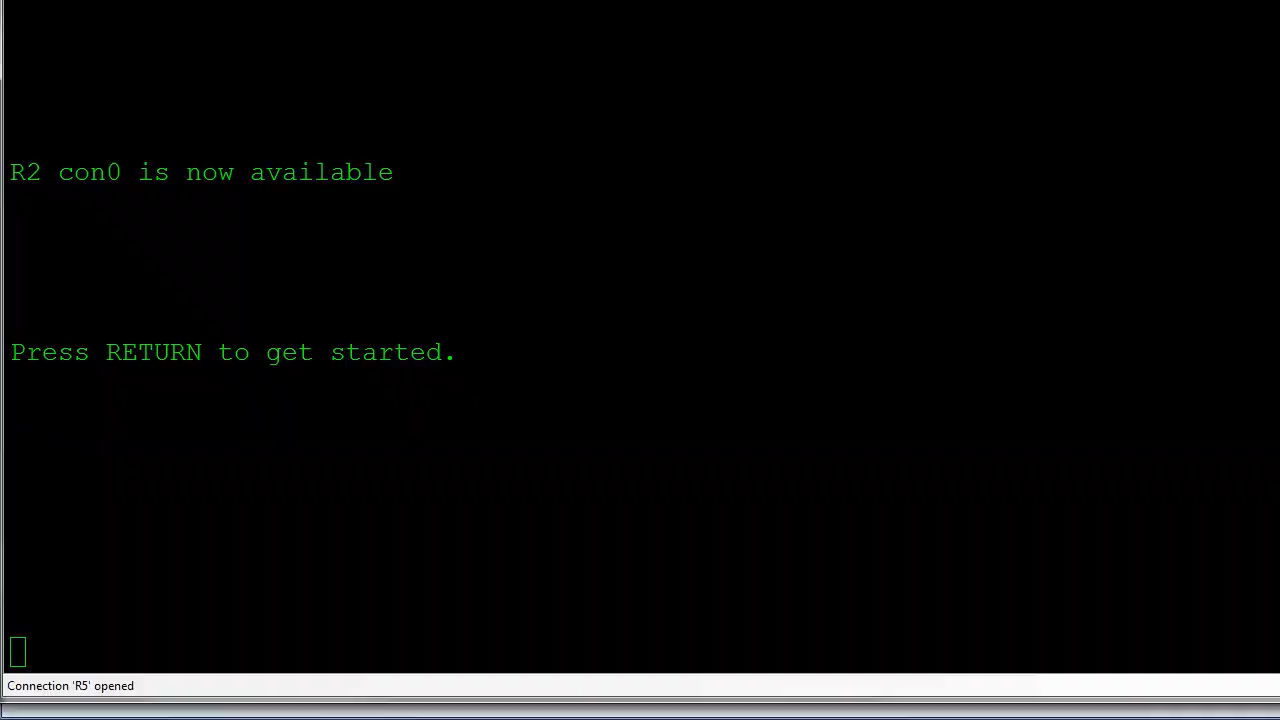 R2 con0 is now available
Press RETURN to get started.
Connection 'R5' opened